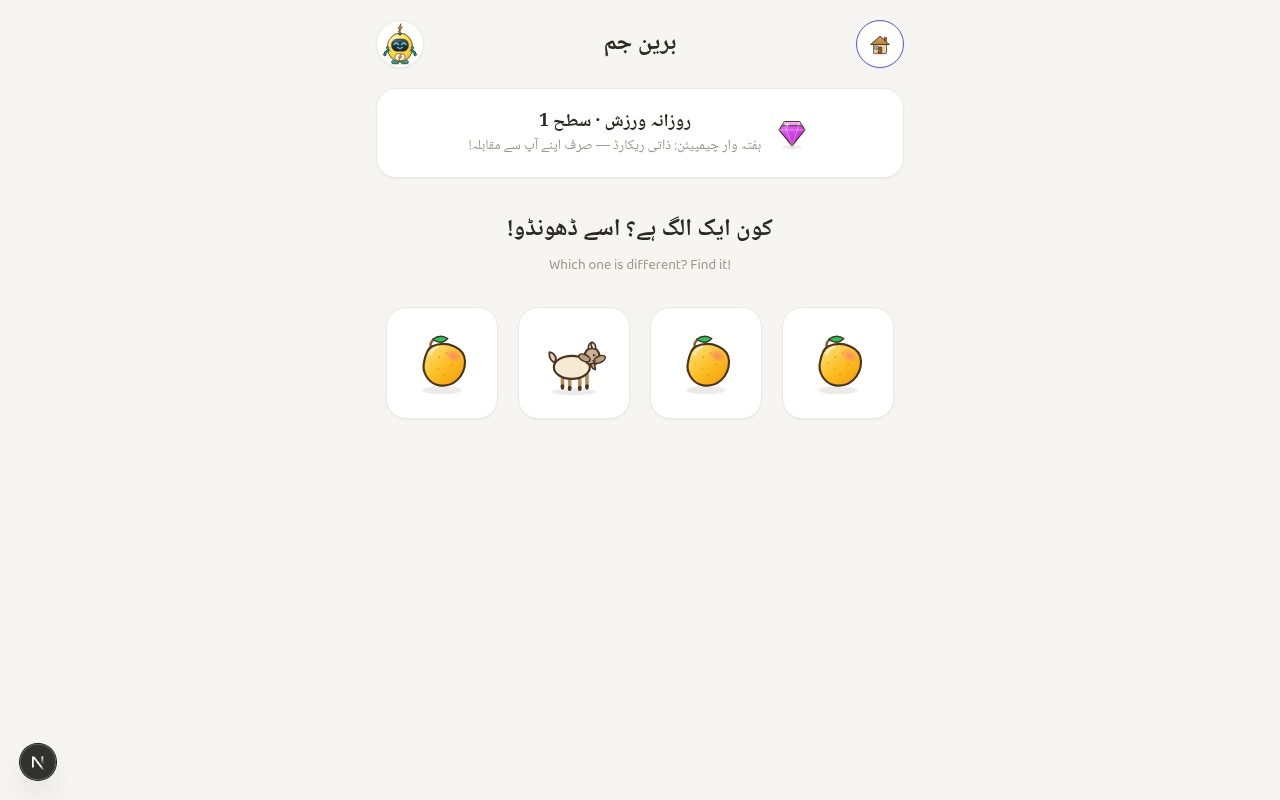 برین جم
روزانہ ورزش · سطح 1
ہفتہ وار چیمپیئن: ذاتی ریکارڈ — صرف اپنے آپ سے مقابلہ!
کون ایک الگ ہے؟ اسے ڈھونڈو!
Which one is different? Find it!
N